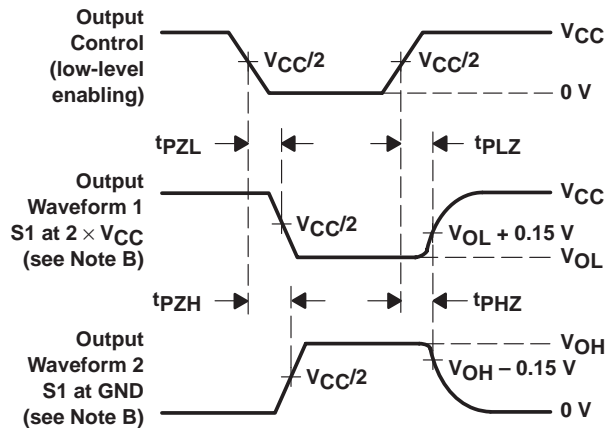 Output
Control
(low-level
enabling)
VCC
VCC/2
VCC/2
0 V
tPZL
tPLZ
Output
Waveform 1
S1 at 2 × VCC
(see Note B)
VCC
VCC/2
VOL + 0.15 V
VOL
tPZH
tPHZ
Output
Waveform 2
S1 at GND
(see Note B)
VOH
VOH – 0.15 V
VCC/2
0 V